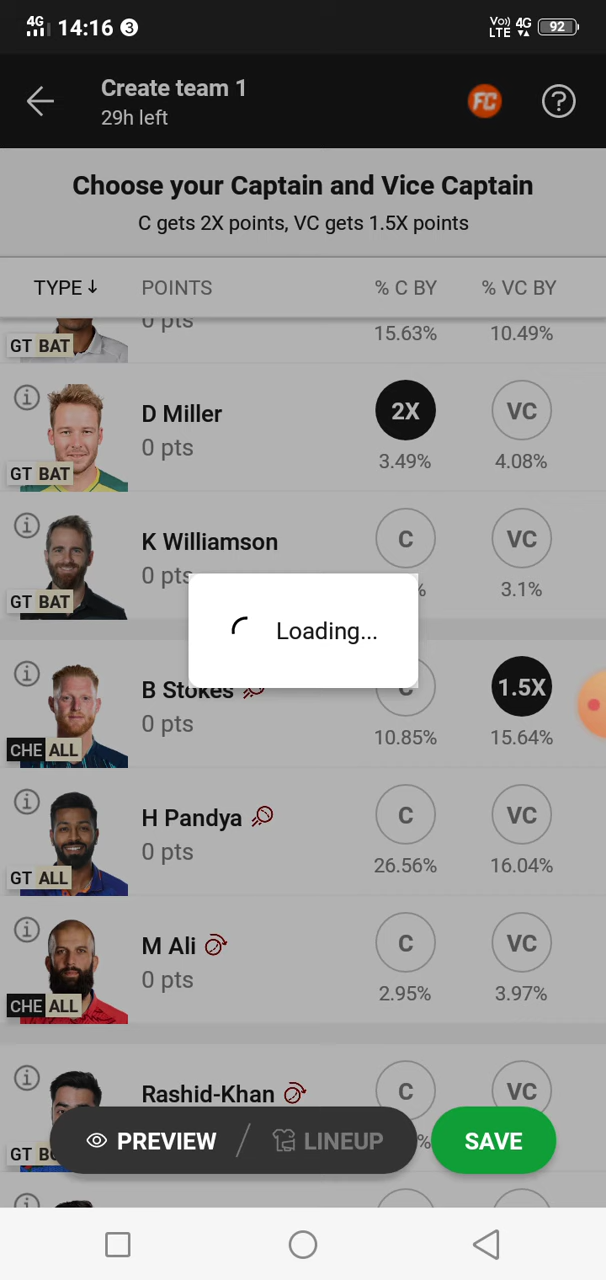 4G 14:16 3 Vo)) LTE 4G 92
Create team 1
29h left
FC ?
Choose your Captain and Vice Captain
C gets 2X points, VC gets 1.5X points
TYPE↓ POINTS % C BY % VC BY
0 pts
GT BAT 15.63% 10.49%
D Miller 2X VC
0 pts
GT BAT 3.49% 4.08%
K Williamson C VC
0 pts
GT BAT % 3.1%
Loading...
B Stokes C 1.5X
0 pts
CHE ALL 10.85% 15.64%
H Pandya C VC
0 pts
GT ALL 26.56% 16.04%
M Ali C VC
0 pts
CHE ALL 2.95% 3.97%
Rashid-Khan C VC
GT %
PREVIEW / LINEUP SAVE